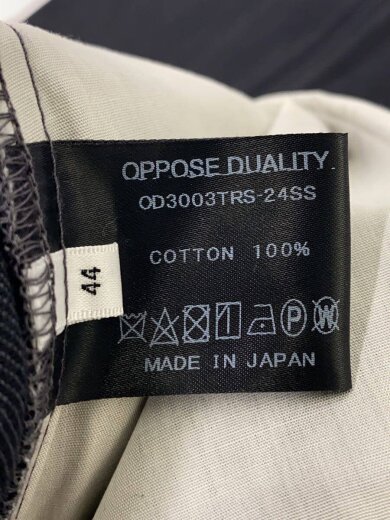 OPPOSE DUALITY
OD3003TRS-24SS
COTTON 100%
44
P W
MADE IN JAPAN